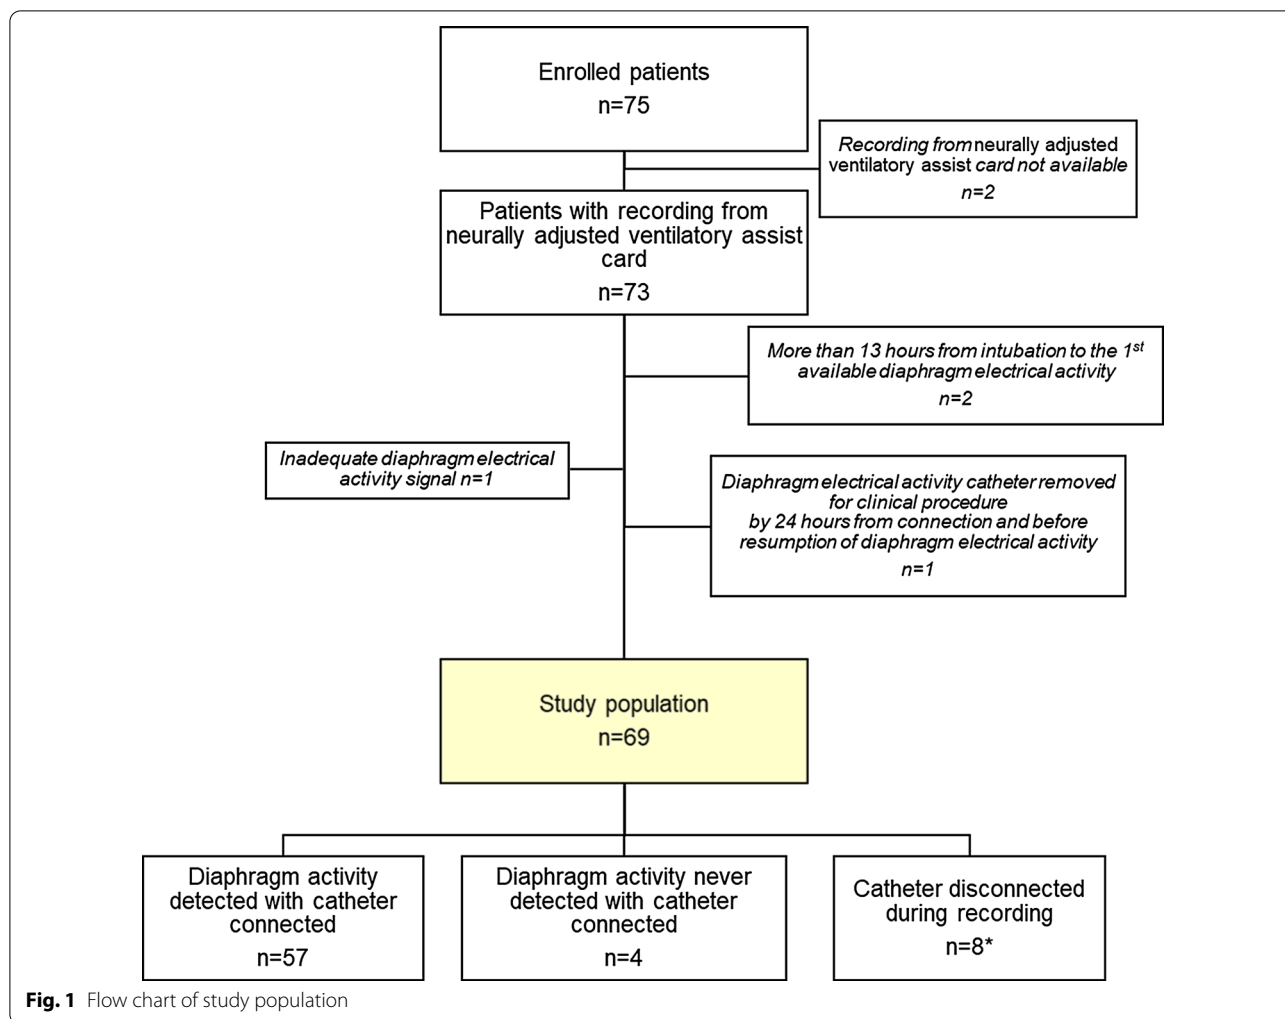 Enrolled patients
n=75
Recording from neurally adjusted
ventilatory assist card not available
n=2
Patients with recording from
neurally adjusted ventilatory assist
card
n=73
More than 13 hours from intubation to the 1st
available diaphragm electrical activity
n=2
Inadequate diaphragm electrical
activity signal n=1
Diaphragm electrical activity catheter removed
for clinical procedure
by 24 hours from connection and before
resumption of diaphragm electrical activity
n=1
Study population
n=69
Diaphragm activity
detected with catheter
connected
n=57
Diaphragm activity never
detected with catheter
connected
n=4
Catheter disconnected
during recording
n=8*
Fig. 1 Flow chart of study population